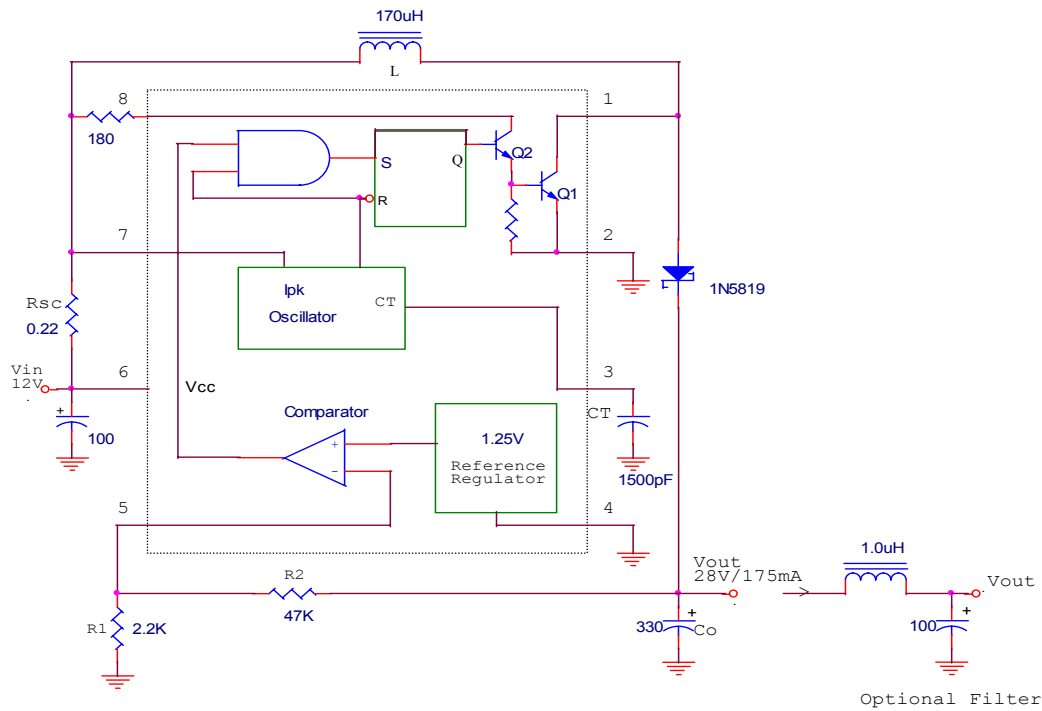 170uH
L
8
1
180
S
Q
R
Q2
Q1
7
2
Ipk
Oscillator
CT
1N5819
Rsc
0.22
Vin
12V
6
3
Vcc
+
100
Comparator
CT
1500pF
+
-
1.25V
Reference
Regulator
5
4
R2
47K
R1
2.2K
Vout
28V/175mA
330
+
Co
1.0uH
Vout
100
+
Optional Filter